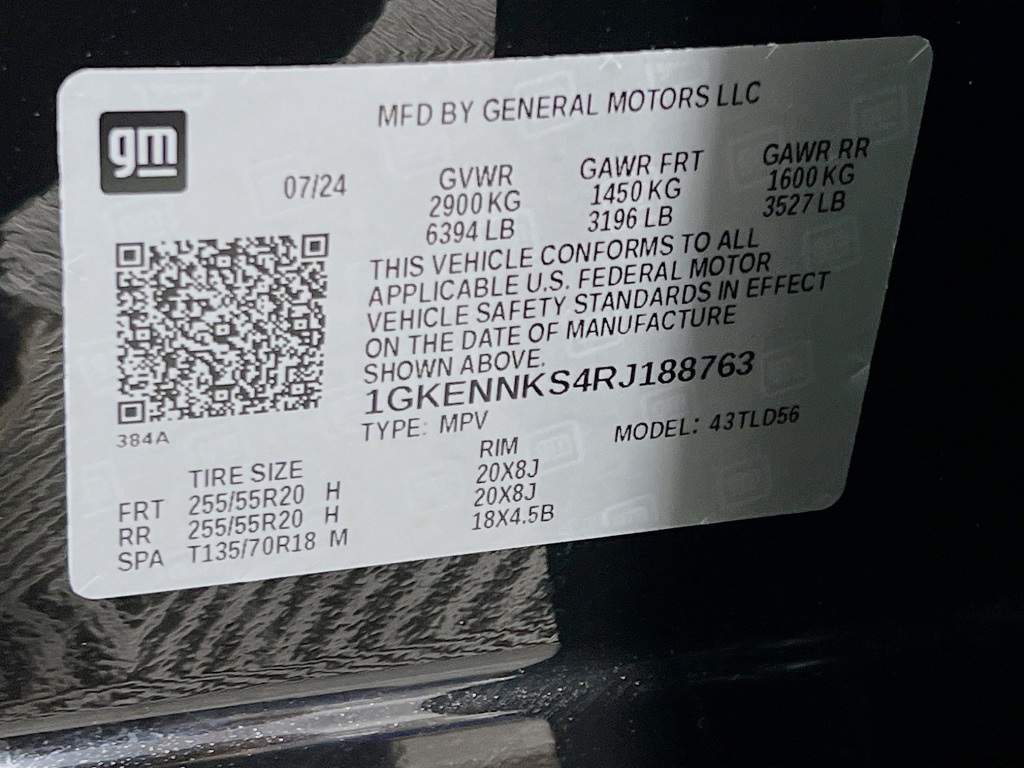 gm
MFD BY GENERAL MOTORS LLC
07/24
GVWR
2900 KG
6394 LB
GAWR FRT
1450 KG
3196 LB
GAWR RR
1600 KG
3527 LB
THIS VEHICLE CONFORMS TO ALL
APPLICABLE U.S. FEDERAL MOTOR
VEHICLE SAFETY STANDARDS IN EFFECT
ON THE DATE OF MANUFACTURE
SHOWN ABOVE.
1GKENNKS4RJ188763
TYPE: MPV
MODEL: 43TLD56
384A
TIRE SIZE RIM
FRT 255/55R20 H 20X8J
RR 255/55R20 H 20X8J
SPA T135/70R18 M 18X4.5B